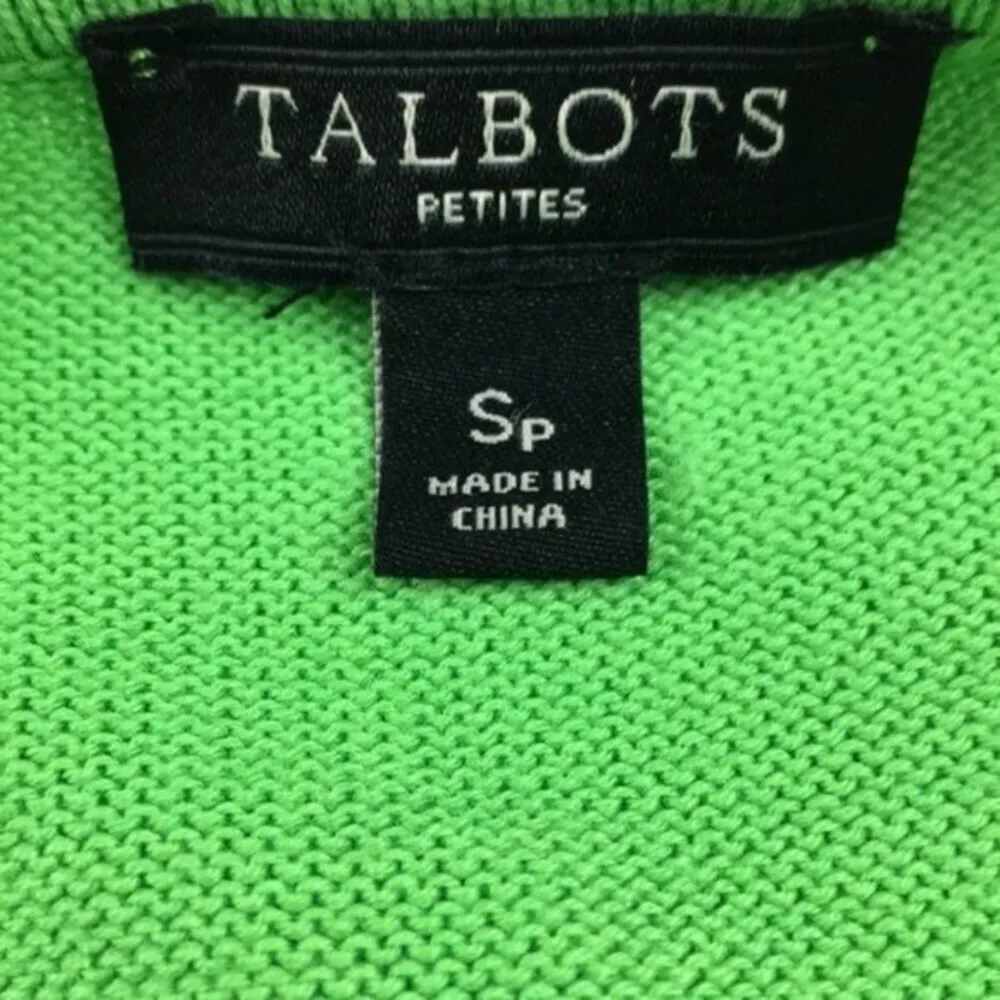 TALBOTS
PETITES
SP
MADE IN
CHINA